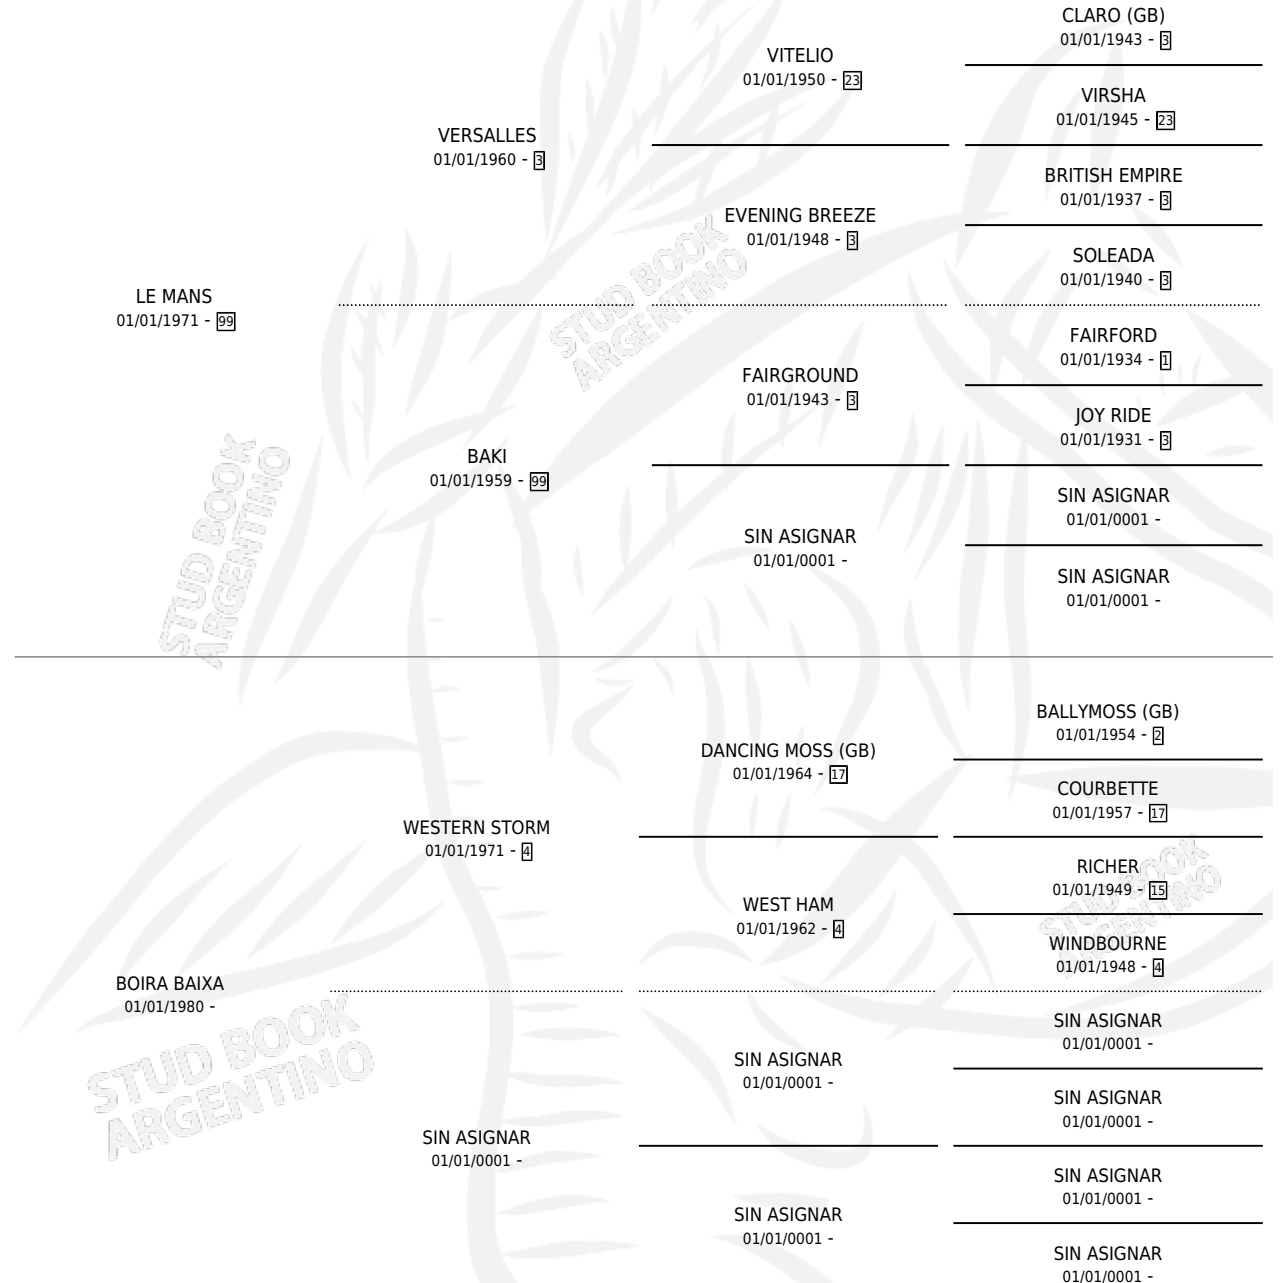 CLARO (GB)
01/01/1943 - 3
VITELIO
01/01/1950 - 23
VIRSHA
01/01/1945 - 23
VERSALLES
01/01/1960 - 3
BRITISH EMPIRE
01/01/1937 - 3
EVENING BREEZE
01/01/1948 - 3
SOLEADA
01/01/1940 - 3
LE MANS
01/01/1971 - 99
FAIRFORD
01/01/1934 - 1
FAIRGROUND
01/01/1943 - 3
JOY RIDE
01/01/1931 - 3
BAKI
01/01/1959 - 99
SIN ASIGNAR
01/01/0001 -
SIN ASIGNAR
01/01/0001 -
SIN ASIGNAR
01/01/0001 -
BALLYMOSS (GB)
01/01/1954 - 2
DANCING MOSS (GB)
01/01/1964 - 17
COURBETTE
01/01/1957 - 17
WESTERN STORM
01/01/1971 - 4
RICHER
01/01/1949 - 15
WEST HAM
01/01/1962 - 4
WINDBOURNE
01/01/1948 - 4
BOIRA BAIXA
01/01/1980 -
SIN ASIGNAR
01/01/0001 -
SIN ASIGNAR
01/01/0001 -
SIN ASIGNAR
01/01/0001 -
SIN ASIGNAR
01/01/0001 -
SIN ASIGNAR
01/01/0001 -
SIN ASIGNAR
01/01/0001 -
SIN ASIGNAR
01/01/0001 -
STUD BOOK
ARGENTINO
STUD BOOK
ARGENTINO
STUD BOOK
ARGENTINO
STUD BOOK
ARGENTINO